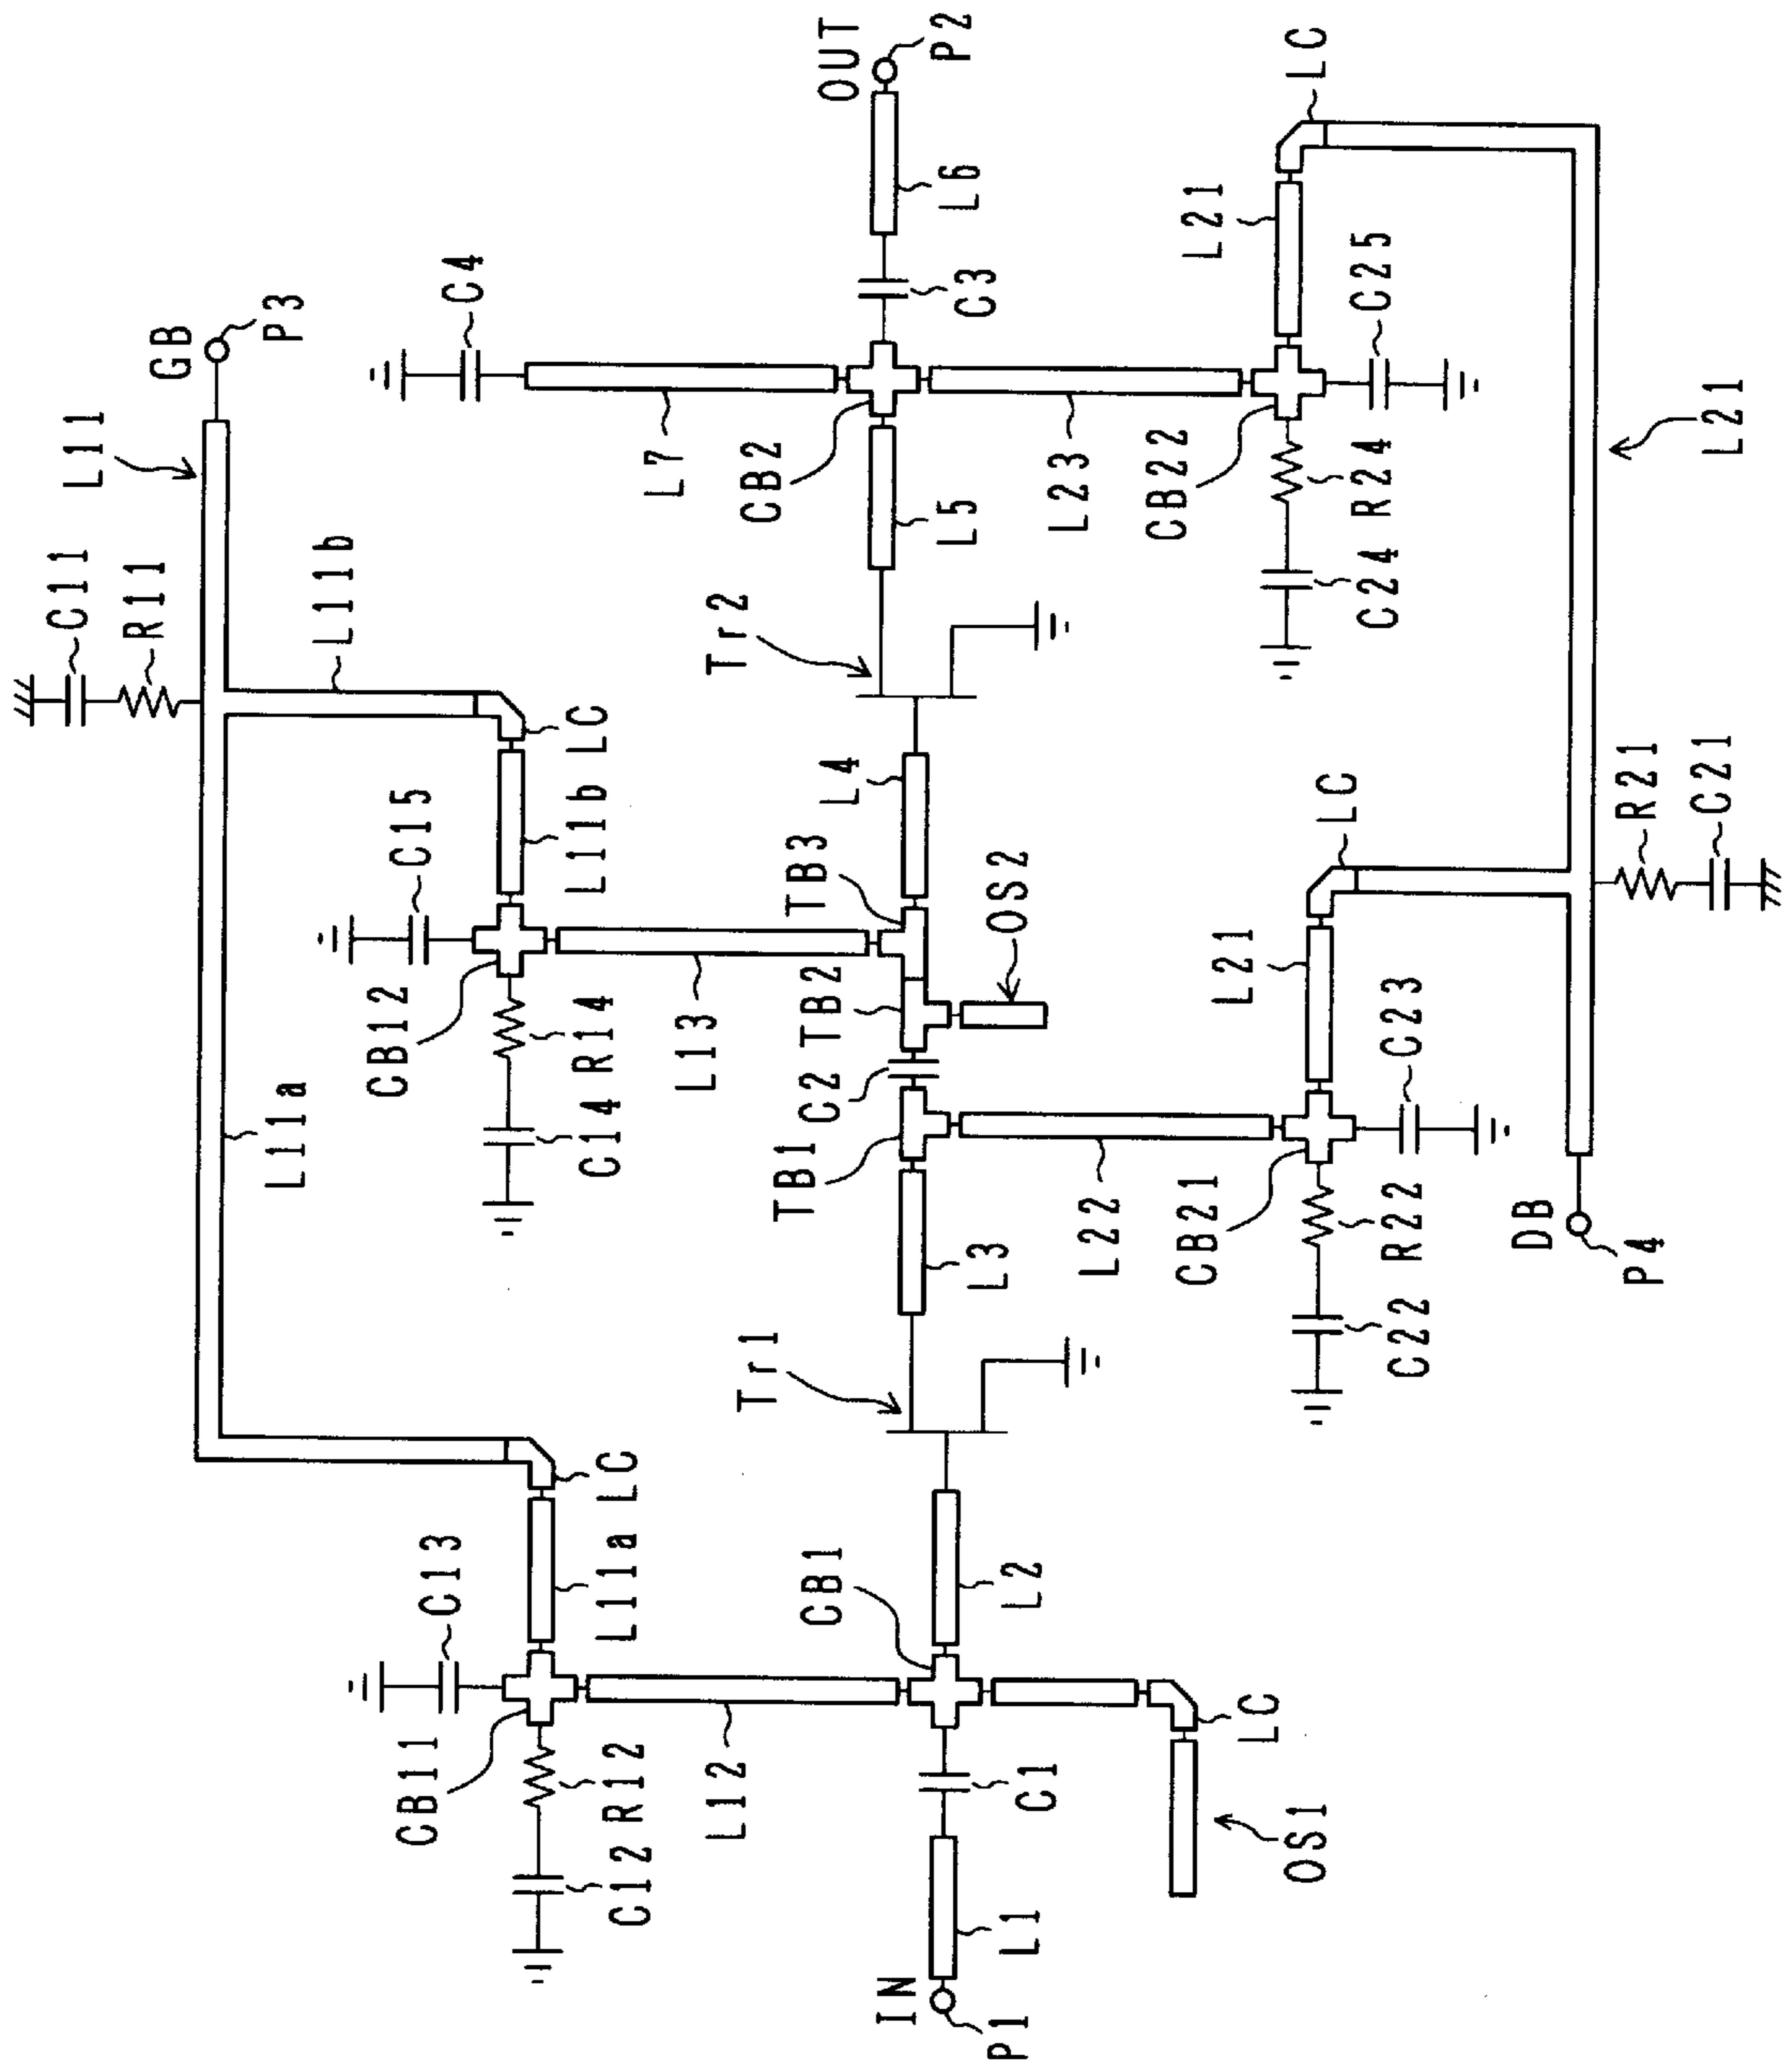 OUT
P2
L6
C3
C4
L7
CB2
L5
L23
CB22
R24
C24
C25
L21
LC
L21
GB
P3
L11
C11
R11
L11b
LC
L11b
C15
CB12
R14
C14
L13
L11a
Tr2
L4
TB3
OS2
TB2
C2
TB1
L3
L22
CB21
R22
C22
C23
L21
LC
R21
C21
DB
P4
Tr1
LC
L11a
C13
CB11
R12
C12
L12
CB1
L2
C1
L1
IN
P1
LC
OS1